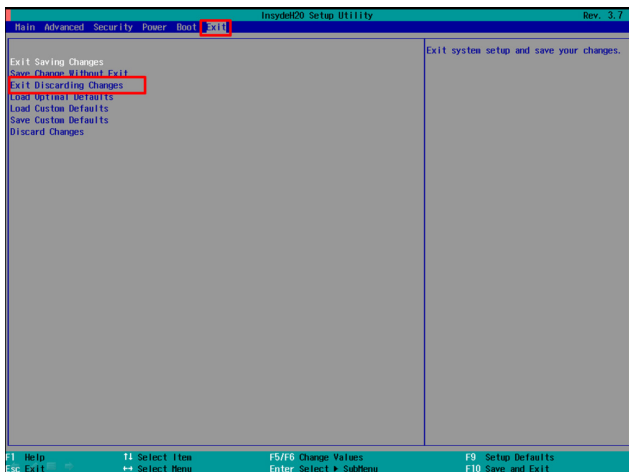 InsydeH20 Setup Utility Rev. 3.7
Main Advanced Security Power Boot Exit
Exit system setup and save your changes.
Exit Saving Changes
Save Change Without Exit
Exit Discarding Changes
Load Optimal Defaults
Load Custom Defaults
Save Custom Defaults
Discard Changes
F1 Help ↑↓ Select Item F5/F6 Change Values F9 Setup Defaults
Esc Exit ↔ Select Menu Enter Select ► SubMenu F10 Save and Exit